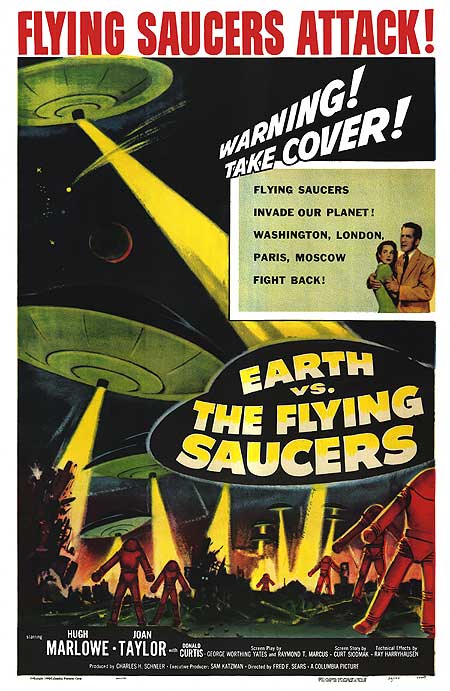 FLYING SAUCERS ATTACK!
WARNING!
TAKE COVER!
FLYING SAUCERS
INVADE OUR PLANET!
WASHINGTON, LONDON,
PARIS, MOSCOW
FIGHT BACK!
EARTH
vs.
THE FLYING
SAUCERS
starring HUGH MARLOWE · JOAN TAYLOR with DONALD CURTIS
Screen Play by GEORGE WORTHING YATES and RAYMOND T. MARCUS
Screen Story by CURT SIODMAK
Technical Effects by RAY HARRYHAUSEN
Produced by CHARLES H. SCHNEER · Executive Producer: SAM KATZMAN · Directed by FRED F. SEARS · A COLUMBIA PICTURE